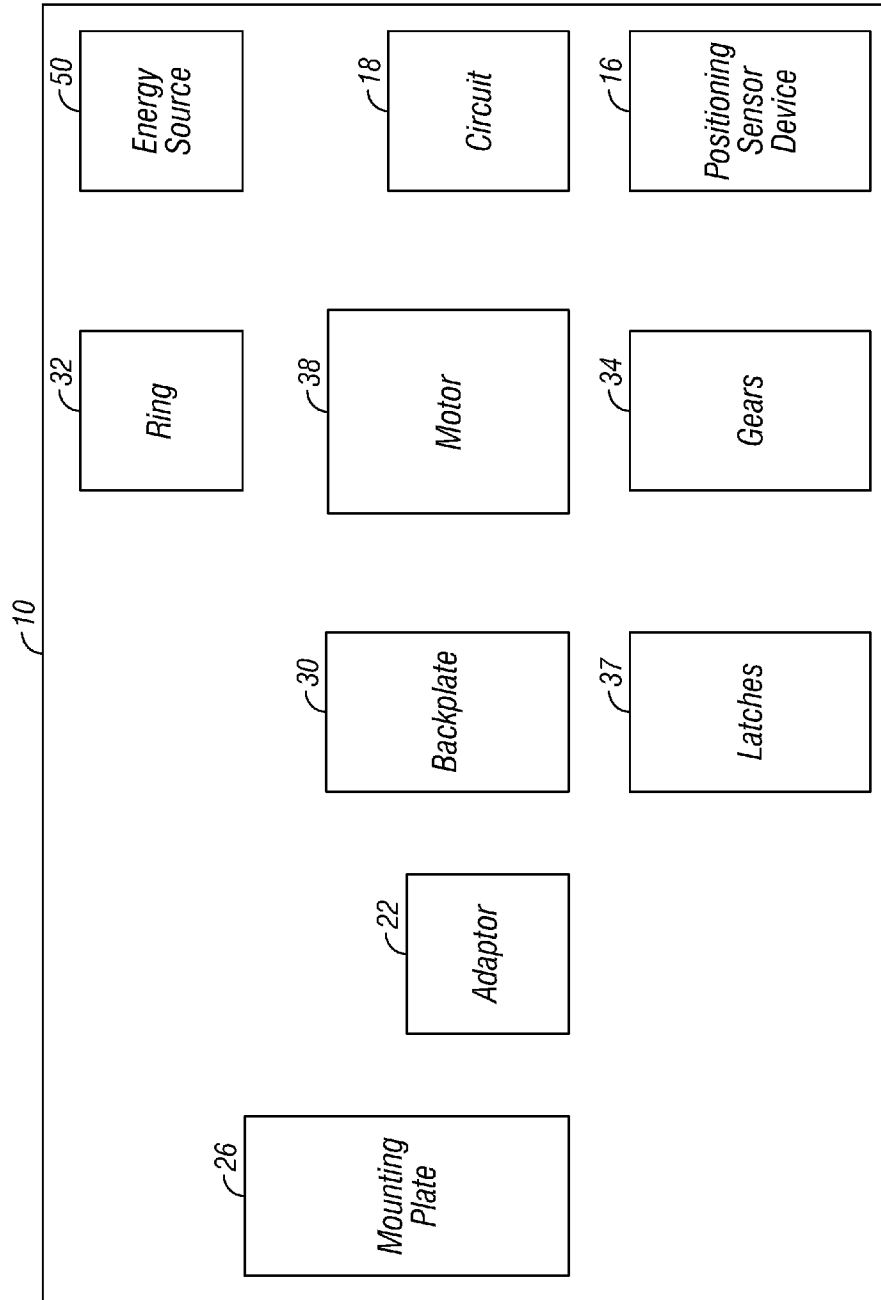 10
26
Mounting
Plate
22
Adaptor
30
Backplate
37
Latches
32
Ring
38
Motor
34
Gears
50
Energy
Source
18
Circuit
16
Positioning
Sensor
Device